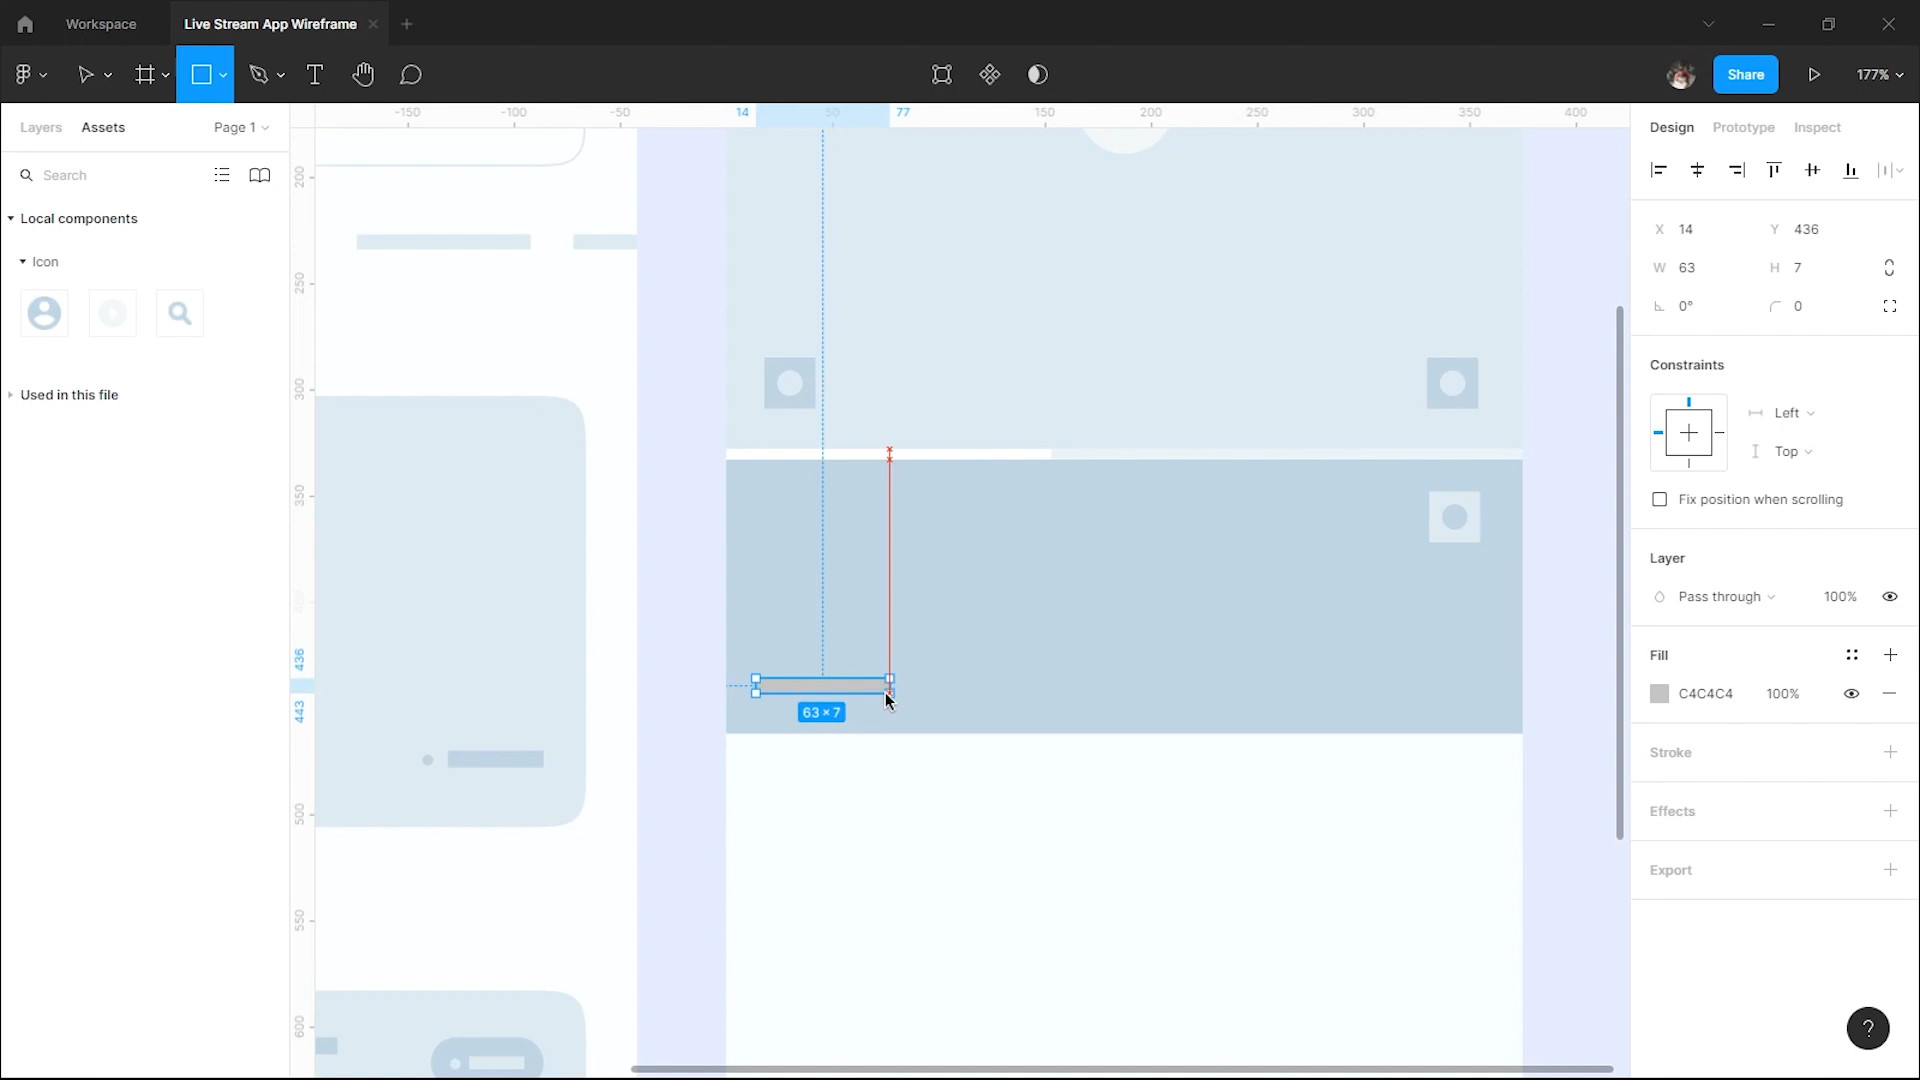 Workspace
Live Stream App Wireframe
Share
177%
Layers
Assets
Page 1
Search
Local components
Icon
Used in this file
-150
-100
-50
14
50
77
150
200
250
300
350
400
200
250
300
350
436
443
500
550
600
63 × 7
Design
Prototype
Inspect
X 14
Y 436
W 63
H 7
0°
0
Constraints
Left
Top
Fix position when scrolling
Layer
Pass through
100%
Fill
C4C4C4
100%
Stroke
Effects
Export
?